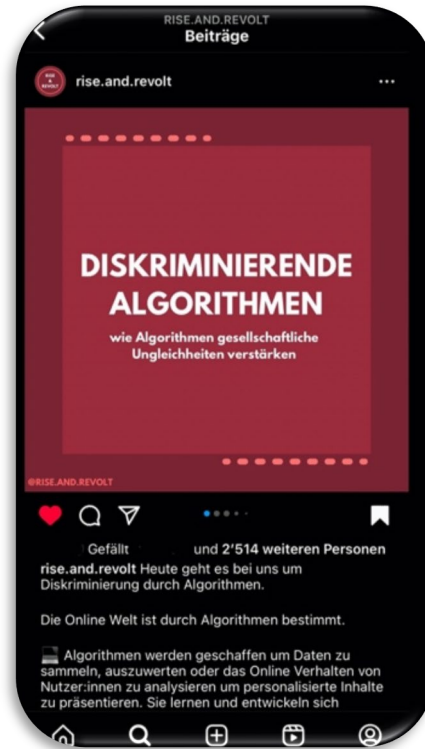 RISE.AND.REVOLT
Beiträge
RISE
&
REVOLT
rise.and.revolt
DISKRIMINIERENDE
ALGORITHMEN
wie Algorithmen gesellschaftliche
Ungleichheiten verstärken
@RISE.AND.REVOLT
Gefällt und 2’514 weiteren Personen
rise.and.revolt Heute geht es bei uns um
Diskriminierung durch Algorithmen.
Die Online Welt ist durch Algorithmen bestimmt.
Algorithmen werden geschaffen um Daten zu
sammeln, auszuwerten oder das Online Verhalten von
Nutzer:innen zu analysieren um personalisierte Inhalte
zu präsentieren. Sie lernen und entwickeln sich